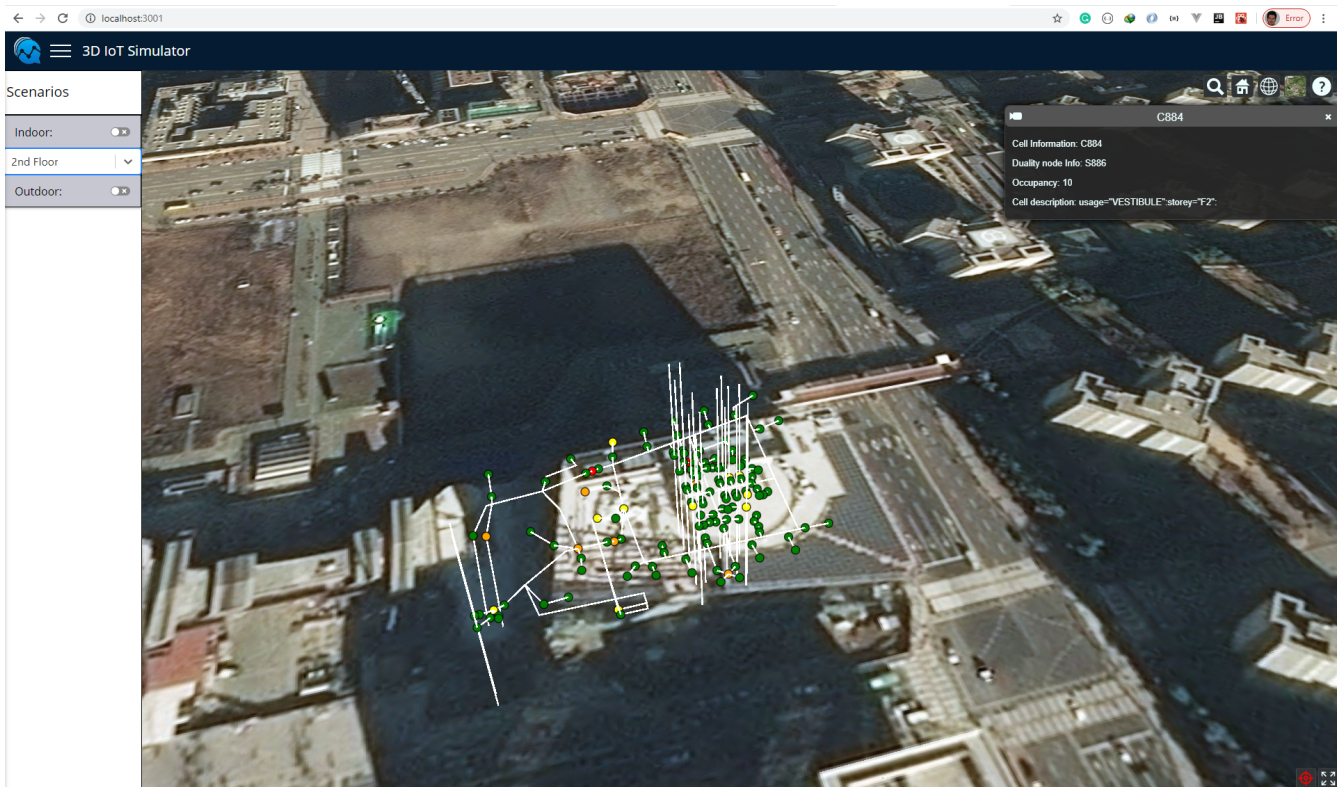 localhost:3001
Error
3D IoT Simulator
Scenarios
Indoor:
2nd Floor
Outdoor:
C884
Cell Information: C884
Duality node Info: S886
Occupancy: 10
Cell description: usage="VESTIBULE":storey="F2":